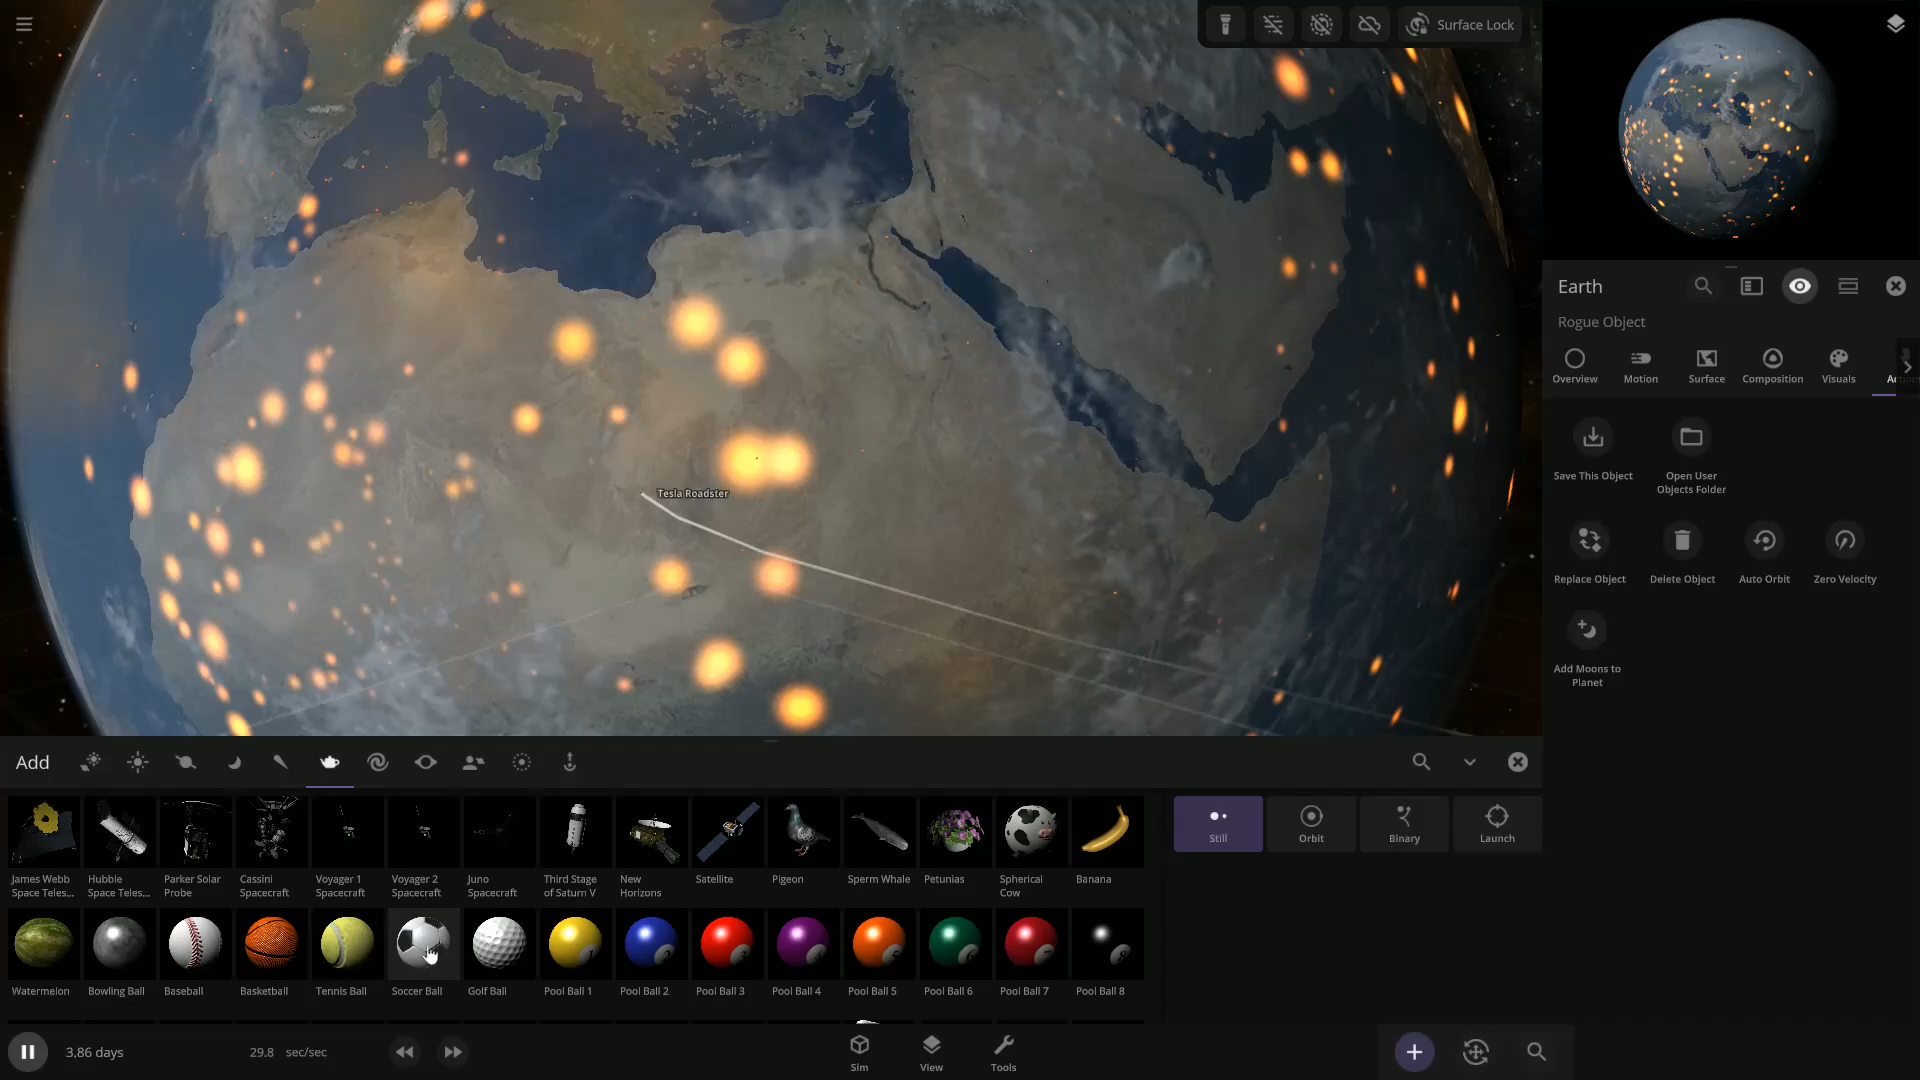 Surface Lock
Earth
Rogue Object
Overview
Motion
Surface
Composition
Visuals
Save This Object
Open User
Objects Folder
Replace Object
Delete Object
Auto Orbit
Zero Velocity
Add Moons to
Planet
Tesla Roadster
Add
James Webb
Space Teles...
Hubble
Space Teles...
Parker Solar
Probe
Cassini
Spacecraft
Voyager 1
Spacecraft
Voyager 2
Spacecraft
Juno
Spacecraft
Third Stage
of Saturn V
New
Horizons
Satellite
Pigeon
Sperm Whale
Petunias
Spherical
Cow
Banana
Still
Orbit
Binary
Launch
Watermelon
Bowling Ball
Baseball
Basketball
Tennis Ball
Soccer Ball
Golf Ball
Pool Ball 1
Pool Ball 2
Pool Ball 3
Pool Ball 4
Pool Ball 5
Pool Ball 6
Pool Ball 7
Pool Ball 8
3.86 days
29.8 sec/sec
Sim
View
Tools